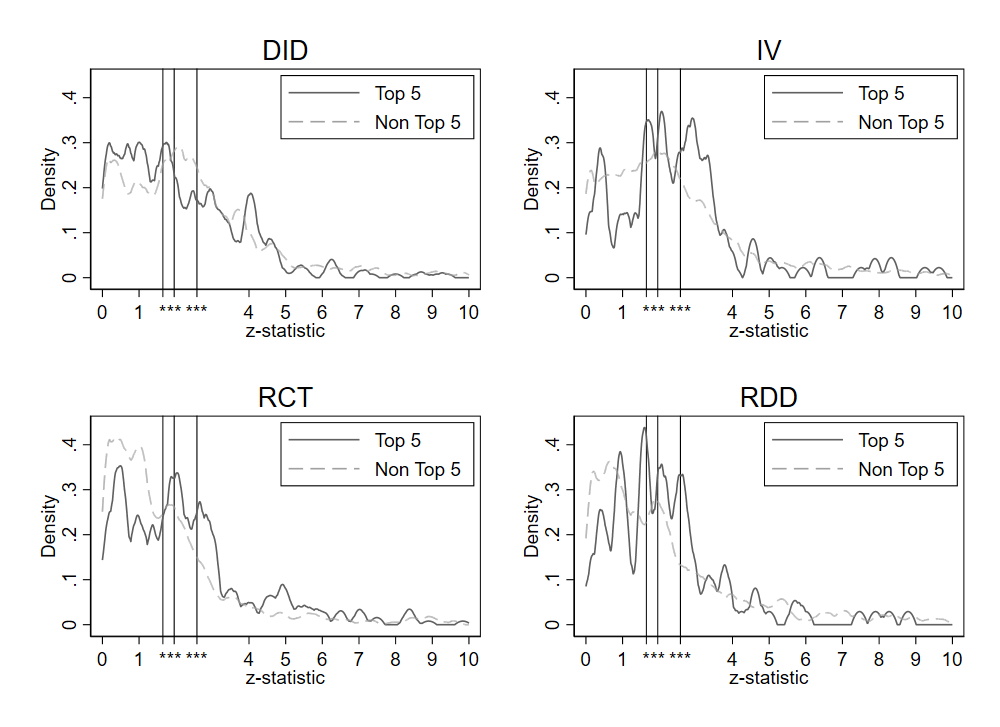 DID
Top 5
Non Top 5
Density
.4
.3
.2
.1
0
0 1 *** *** 4 5 6 7 8 9 10
z-statistic
IV
Top 5
Non Top 5
Density
.4
.3
.2
.1
0
0 1 *** *** 4 5 6 7 8 9 10
z-statistic
RCT
Top 5
Non Top 5
Density
.4
.3
.2
.1
0
0 1 *** *** 4 5 6 7 8 9 10
z-statistic
RDD
Top 5
Non Top 5
Density
.4
.3
.2
.1
0
0 1 *** *** 4 5 6 7 8 9 10
z-statistic